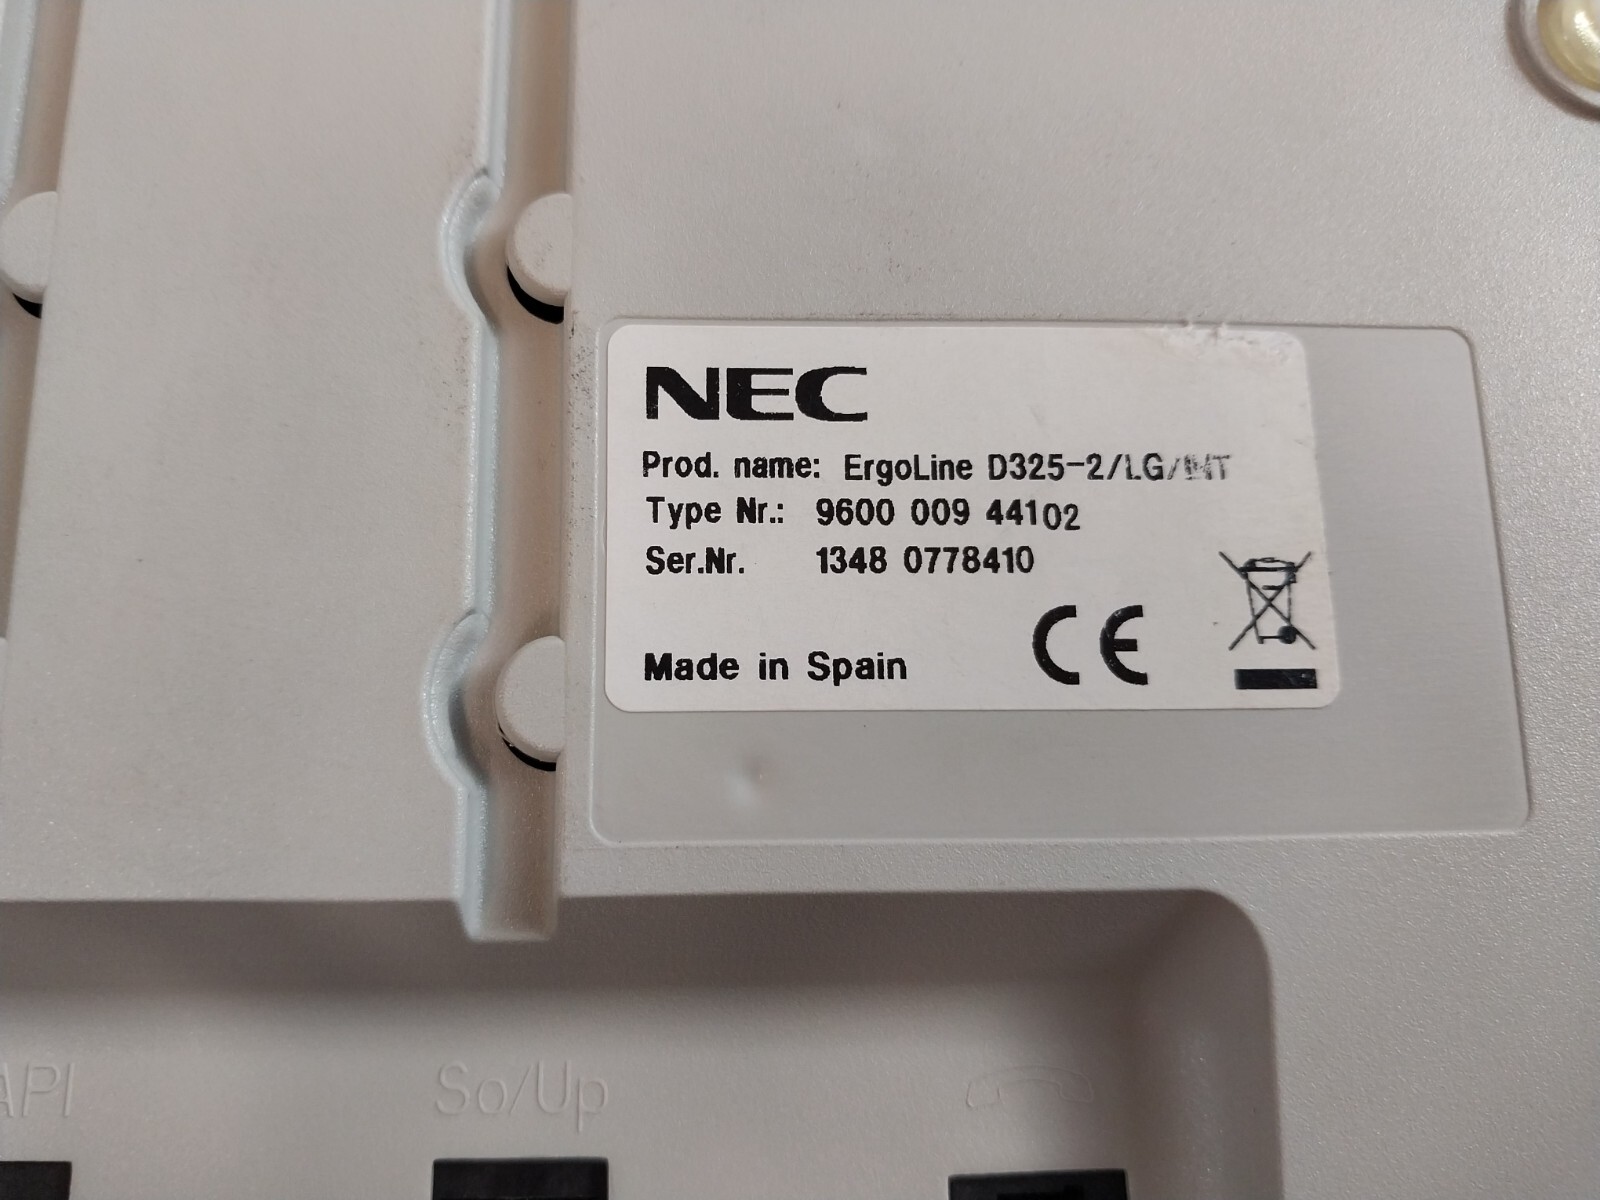 NEC
Prod. name: ErgoLine D325-2/LG/
Type Nr.: 9600 009 44102
Ser.Nr. 1348 0778410
Made in Spain
CE
API
So/Up